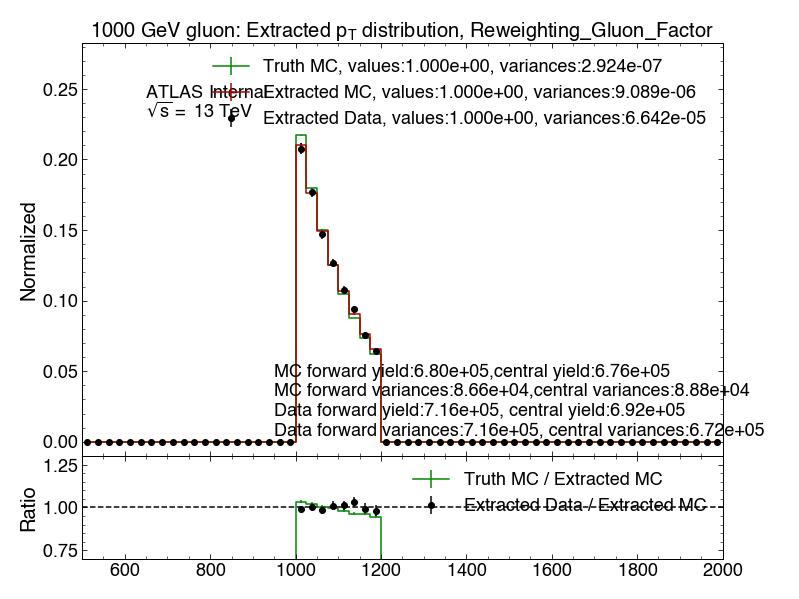 1000 GeV gluon: Extracted pT distribution, Reweighting_Gluon_Factor
Truth MC, values:1.000e+00, variances:2.924e-07
ATLAS Internal
Extracted MC, values:1.000e+00, variances:9.089e-06
√s = 13 TeV
Extracted Data, values:1.000e+00, variances:6.642e-05
Normalized
0.25
0.20
0.15
0.10
0.05
0.00
MC forward yield:6.80e+05,central yield:6.76e+05
MC forward variances:8.66e+04,central variances:8.88e+04
Data forward yield:7.16e+05, central yield:6.92e+05
Data forward variances:7.16e+05, central variances:6.72e+05
Ratio
1.25
1.00
0.75
Truth MC / Extracted MC
Extracted Data / Extracted MC
600 800 1000 1200 1400 1600 1800 2000